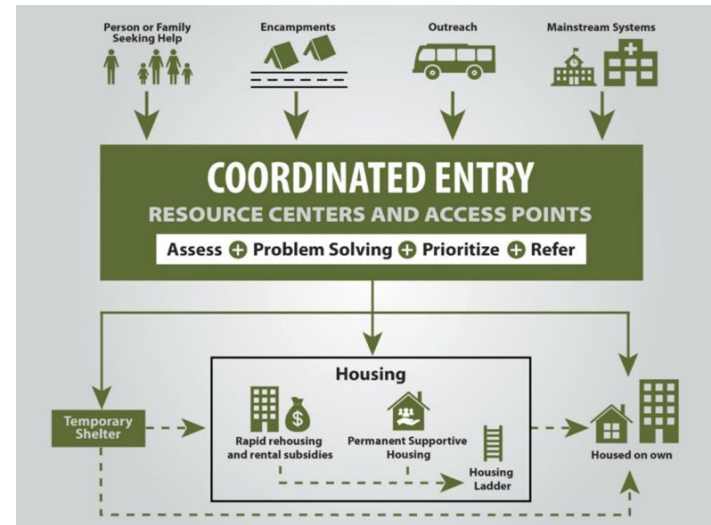 Person or Family
Seeking Help
Encampments
Outreach
Mainstream Systems
COORDINATED ENTRY
RESOURCE CENTERS AND ACCESS POINTS
Assess + Problem Solving + Prioritize + Refer
Housing
Temporary
Shelter
$
Rapid rehousing
and rental subsidies
Permanent Supportive
Housing
Housing
Ladder
Housed on own